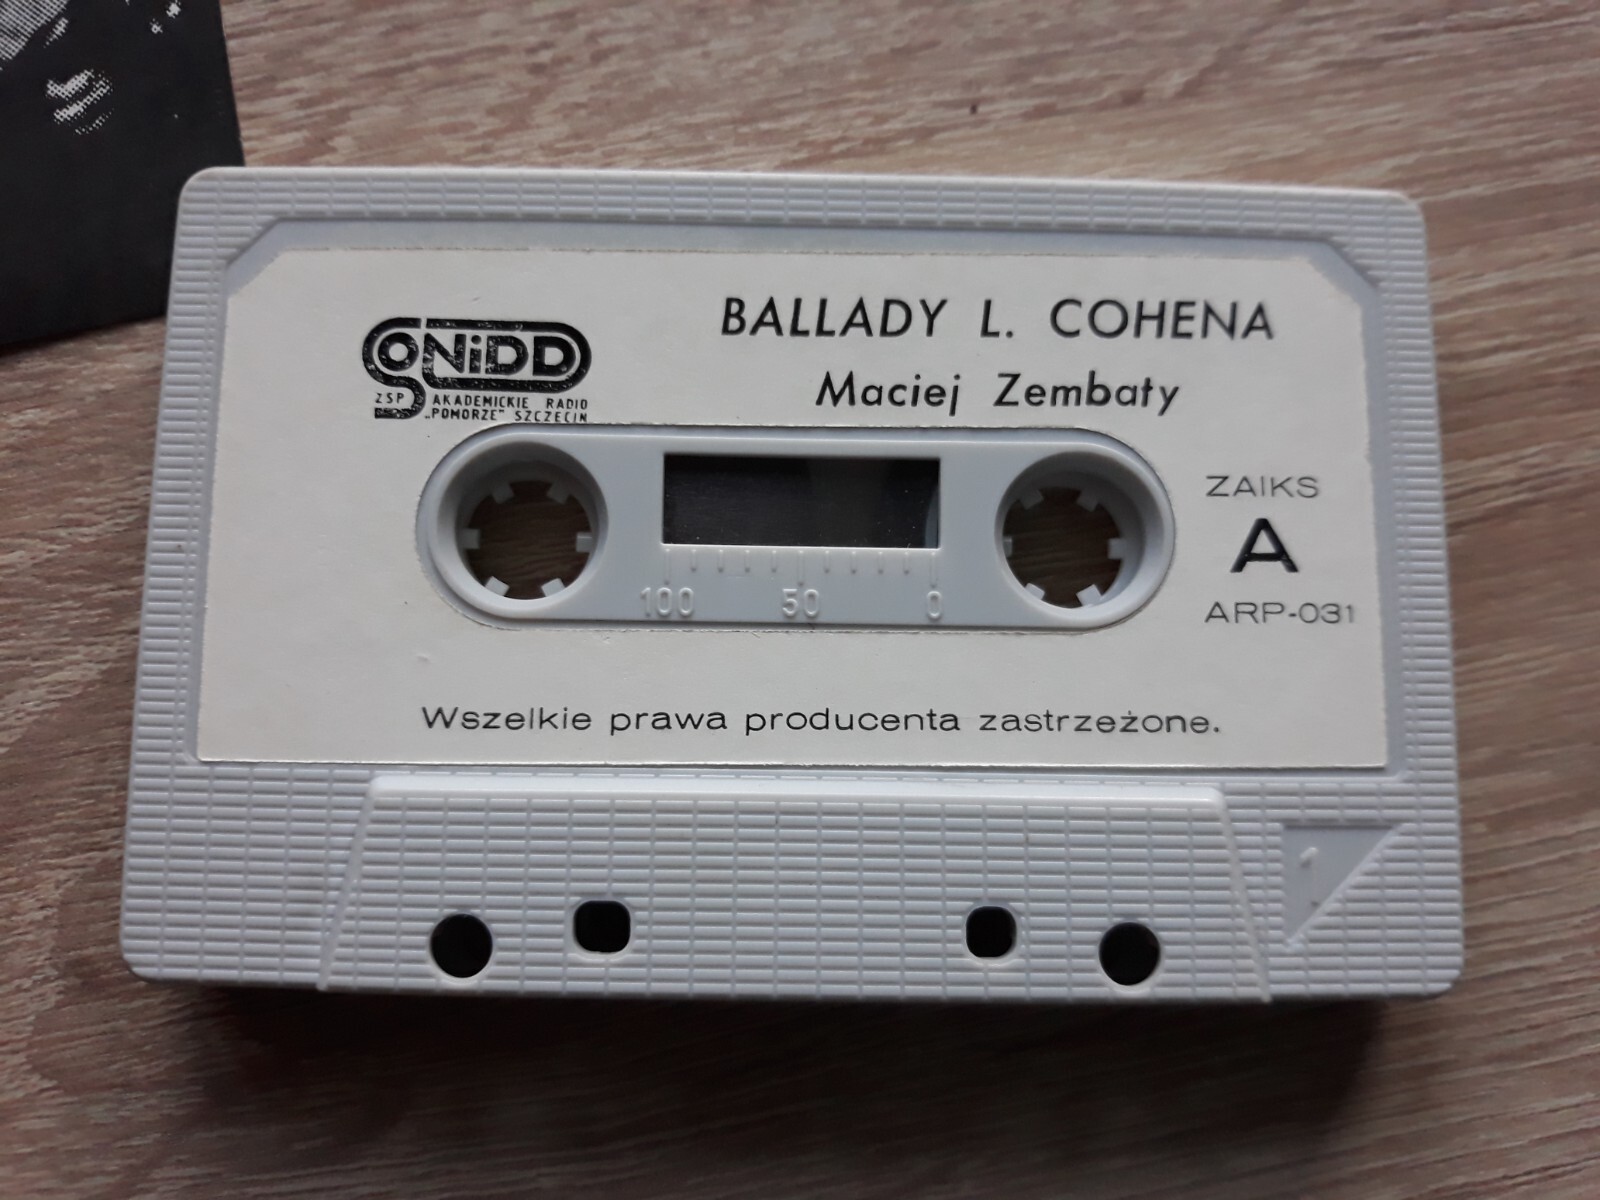 BALLADY L. COHENA
Maciej Zembaty
SONiDD
ZSP AKADEMICKIE RADIO
„POMORZE" SZCZECIN
ZAIKS
A
ARP-031
100 50 0
Wszelkie prawa producenta zastrzeżone.
1